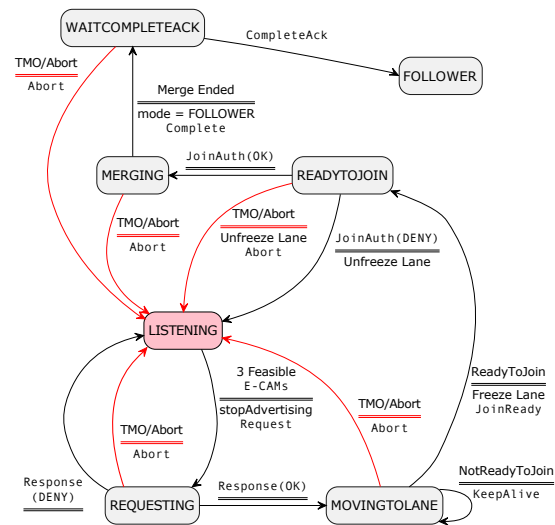 WAITCOMPLETEACK
CompleteAck
TMO/Abort
Abort
FOLLOWER
Merge Ended
mode = FOLLOWER
Complete
JoinAuth(OK)
MERGING
READYTOJOIN
TMO/Abort
Abort
TMO/Abort
Unfreeze Lane
Abort
JoinAuth(DENY)
Unfreeze Lane
LISTENING
3 Feasible
E-CAMs
stopAdvertising
Request
ReadyToJoin
Freeze Lane
JoinReady
TMO/Abort
Abort
TMO/Abort
Abort
Response
(DENY)
REQUESTING
Response(OK)
MOVINGTOLANE
NotReadyToJoin
KeepAlive